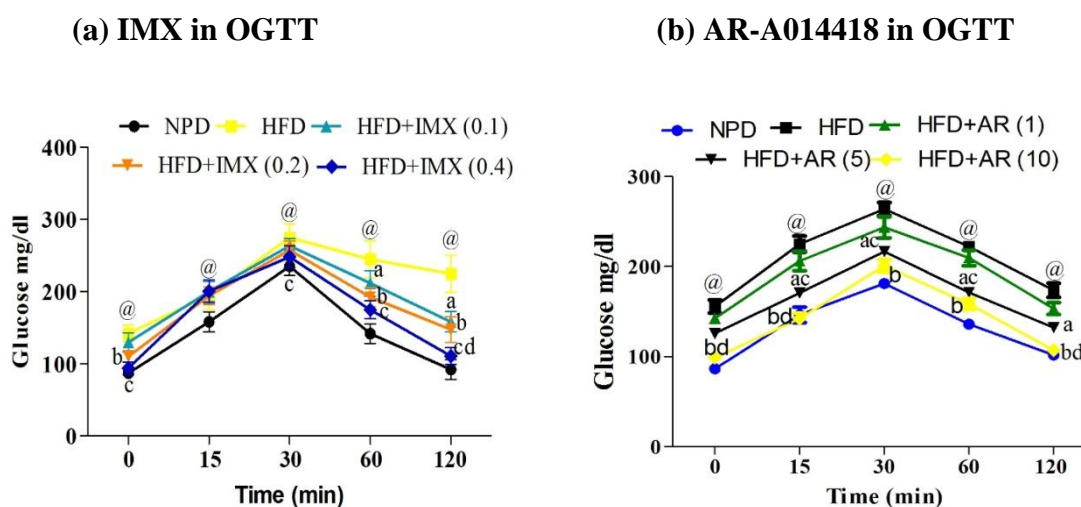 (a) IMX in OGTT
NPD HFD HFD+IMX (0.1)
HFD+IMX (0.2) HFD+IMX (0.4)
Glucose mg/dl
400
300
200
100
0
@ @ @ @ @
a a
b b b
c c c cd
0 15 30 60 120
Time (min)
(b) AR-A014418 in OGTT
NPD HFD HFD+AR (1)
HFD+AR (5) HFD+AR (10)
Glucose mg/dl
300
200
100
0
@ @ @ @ @
ac ac ac a
bd bd b b bd
0 15 30 60 120
Time (min)